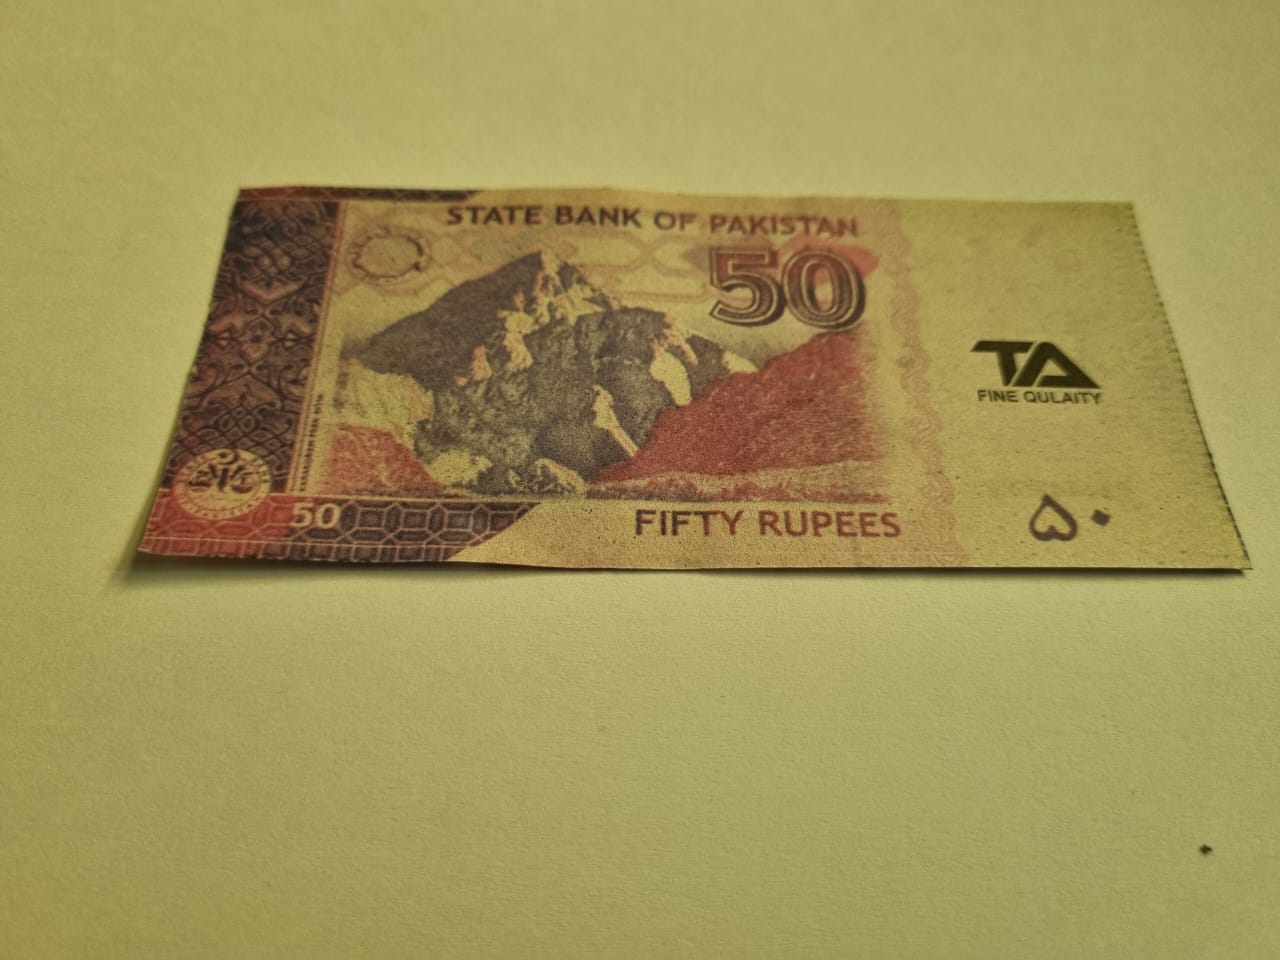 STATE BANK OF PAKISTAN
50
TA
FINE QULAITY
50
FIFTY RUPEES
۵۰